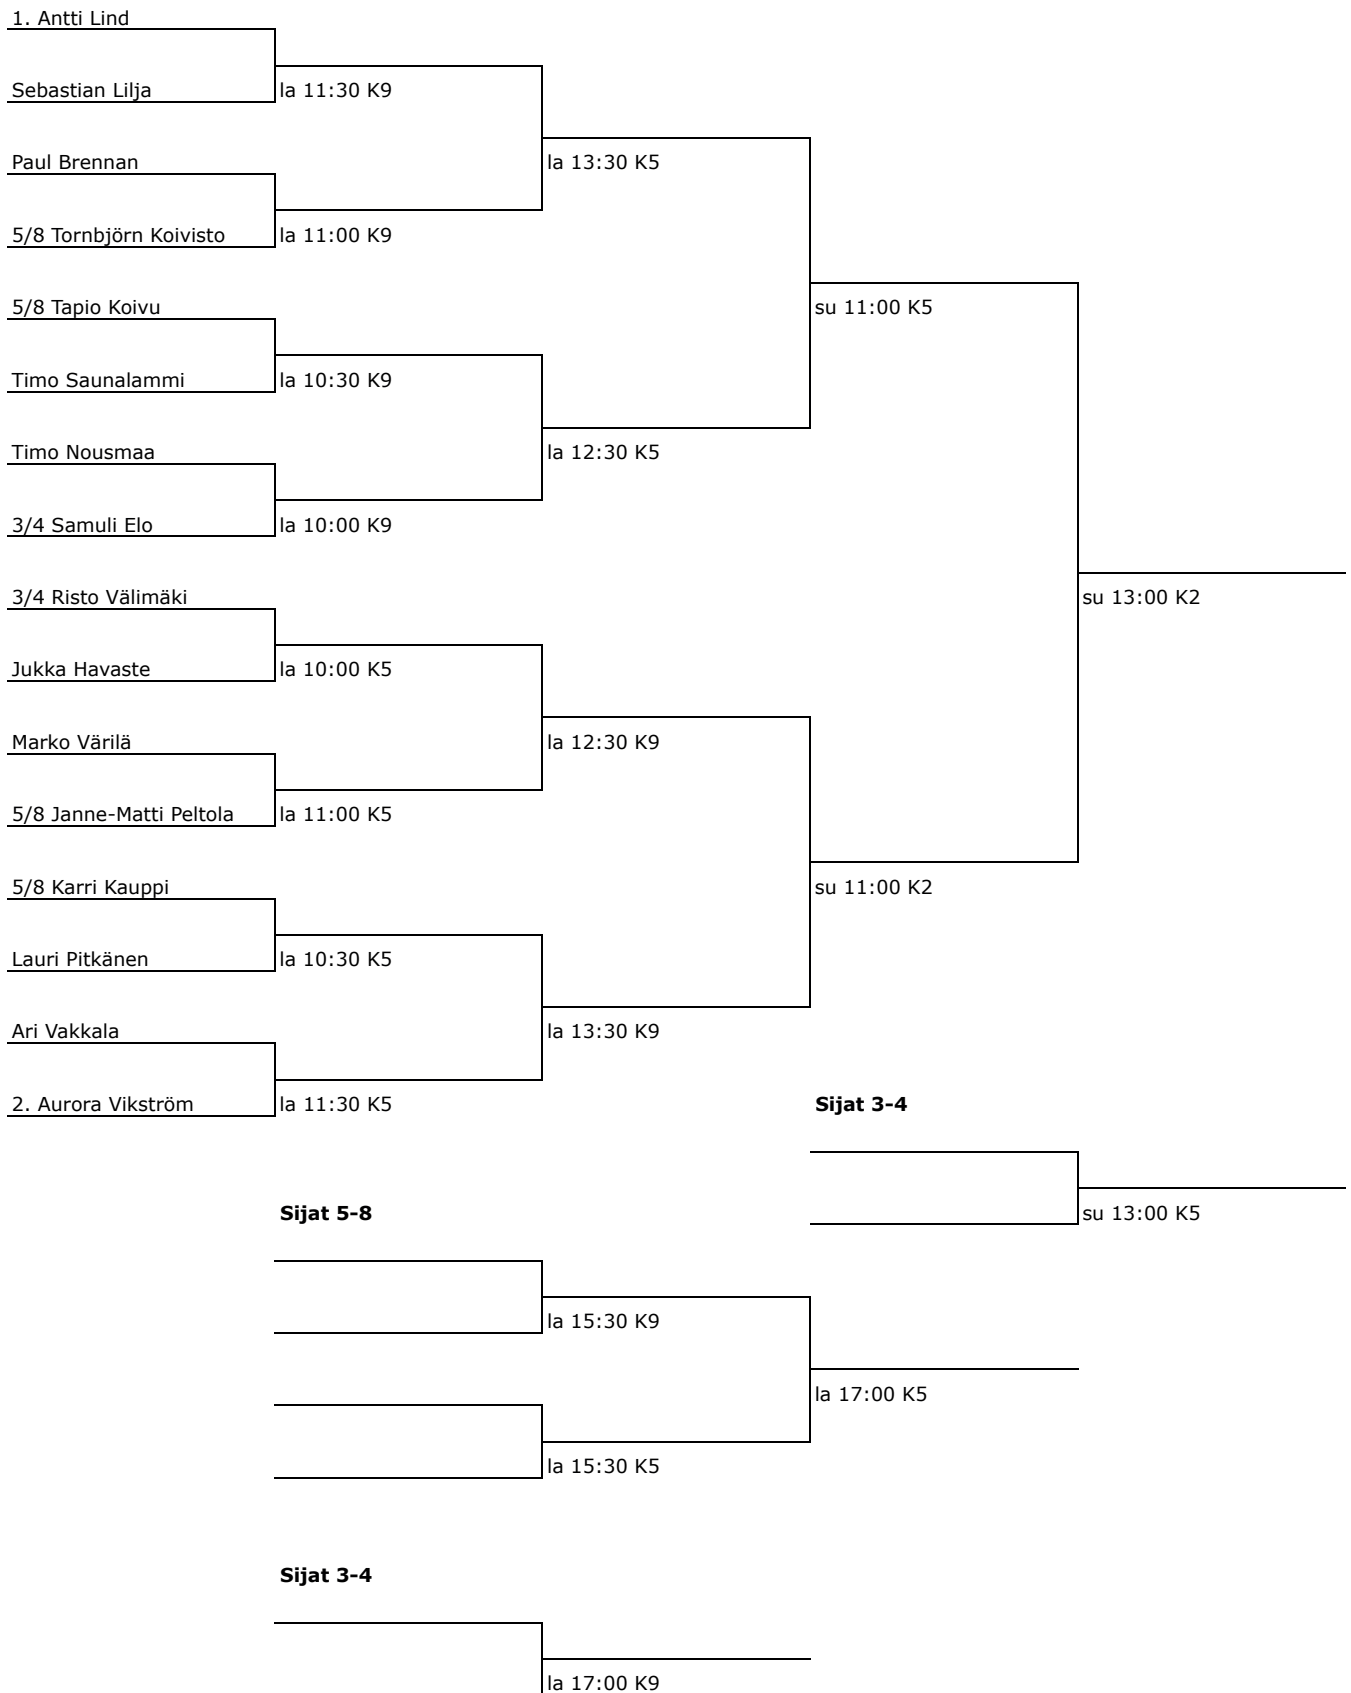 1. Antti Lind
Sebastian Lilja
la 11:30 K9
Paul Brennan
la 13:30 K5
5/8 Tornbjörn Koivisto
la 11:00 K9
5/8 Tapio Koivu
su 11:00 K5
Timo Saunalammi
la 10:30 K9
Timo Nousmaa
la 12:30 K5
3/4 Samuli Elo
la 10:00 K9
3/4 Risto Välimäki
su 13:00 K2
Jukka Havaste
la 10:00 K5
Marko Värilä
la 12:30 K9
5/8 Janne-Matti Peltola
la 11:00 K5
5/8 Karri Kauppi
su 11:00 K2
Lauri Pitkänen
la 10:30 K5
Ari Vakkala
la 13:30 K9
2. Aurora Vikström
la 11:30 K5
Sijat 3-4
Sijat 5-8
su 13:00 K5
la 15:30 K9
la 17:00 K5
la 15:30 K5
Sijat 3-4
la 17:00 K9